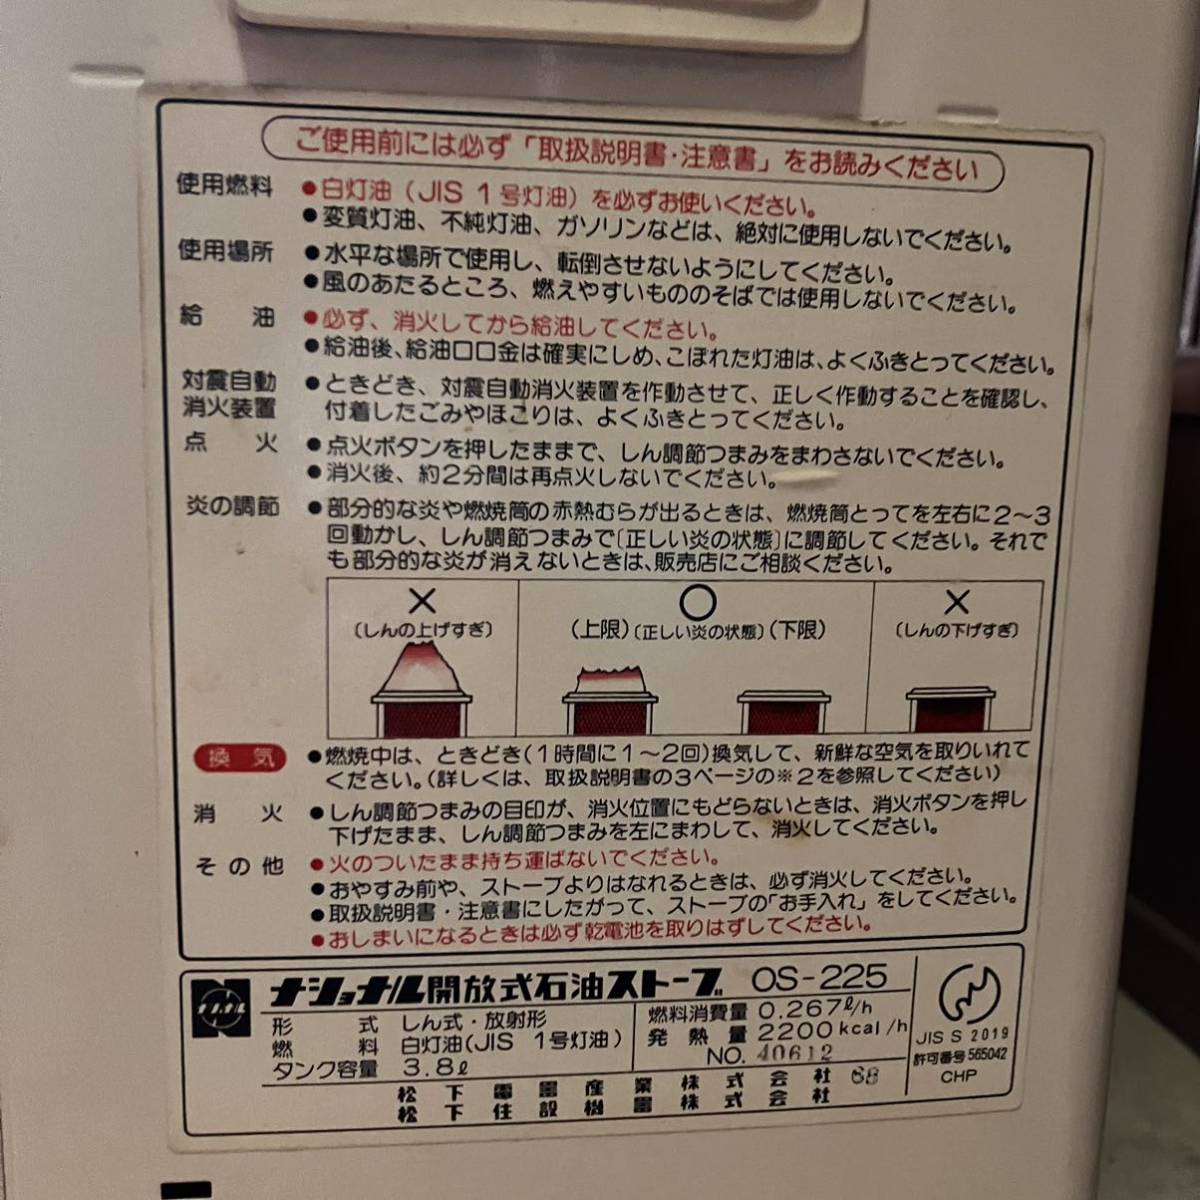 ご使用前には必ず「取扱説明書・注意書」をお読みください
使用燃料 ●白灯油(JIS 1号灯油)を必ずお使いください。
●変質灯油、不純灯油、ガソリンなどは、絶対に使用しないでください。
使用場所 ●水平な場所で使用し、転倒させないようにしてください。
●風のあたるところ、燃えやすいもののそばでは使用しないでください。
給油 ●必ず、消火してから給油してください。
●給油後、給油口口金は確実にしめ、こぼれた灯油は、よくふきとってください。
対震自動 ●ときどき、対震自動消火装置を作動させて、正しく作動することを確認し、
消火装置 付着したごみやほこりは、よくふきとってください。
点火 ●点火ボタンを押したままで、しん調節つまみをまわさないでください。
●消火後、約2分間は再点火しないでください。
炎の調節 ●部分的な炎や燃焼筒の赤熱むらが出るときは、燃焼筒とってを左右に2〜3
回動かし、しん調節つまみで〔正しい炎の状態〕に調節してください。それで
も部分的な炎が消えないときは、販売店にご相談ください。
× ○ ×
(しんの上げすぎ) (上限)〔正しい炎の状態〕(下限) (しんの下げすぎ)
換気 ●燃焼中は、ときどき(1時間に1〜2回)換気して、新鮮な空気を取りいれて
ください。(詳しくは、取扱説明書の3ページの※2を参照してください)
消火 ●しん調節つまみの目印が、消火位置にもどらないときは、消火ボタンを押し
下げたまま、しん調節つまみを左にまわして、消火してください。
その他 ●火のついたまま持ち運ばないでください。
●おやすみ前や、ストーブよりはなれるときは、必ず消火してください。
●取扱説明書・注意書にしたがって、ストーブの「お手入れ」をしてください。
●おしまいになるときは必ず乾電池を取りはずしてください。
ナショナル
ナショナル開放式石油ストーブ OS-225
形式 しん式・放射形
燃料 白灯油(JIS 1号灯油)
タンク容量 3.8ℓ
燃料消費量 0.267ℓ/h
発熱量 2200kcal/h
NO. 40612
松下電器産業株式会社 68
松下住設機器株式会社
JIS S 2019
許可番号 565042
CHP